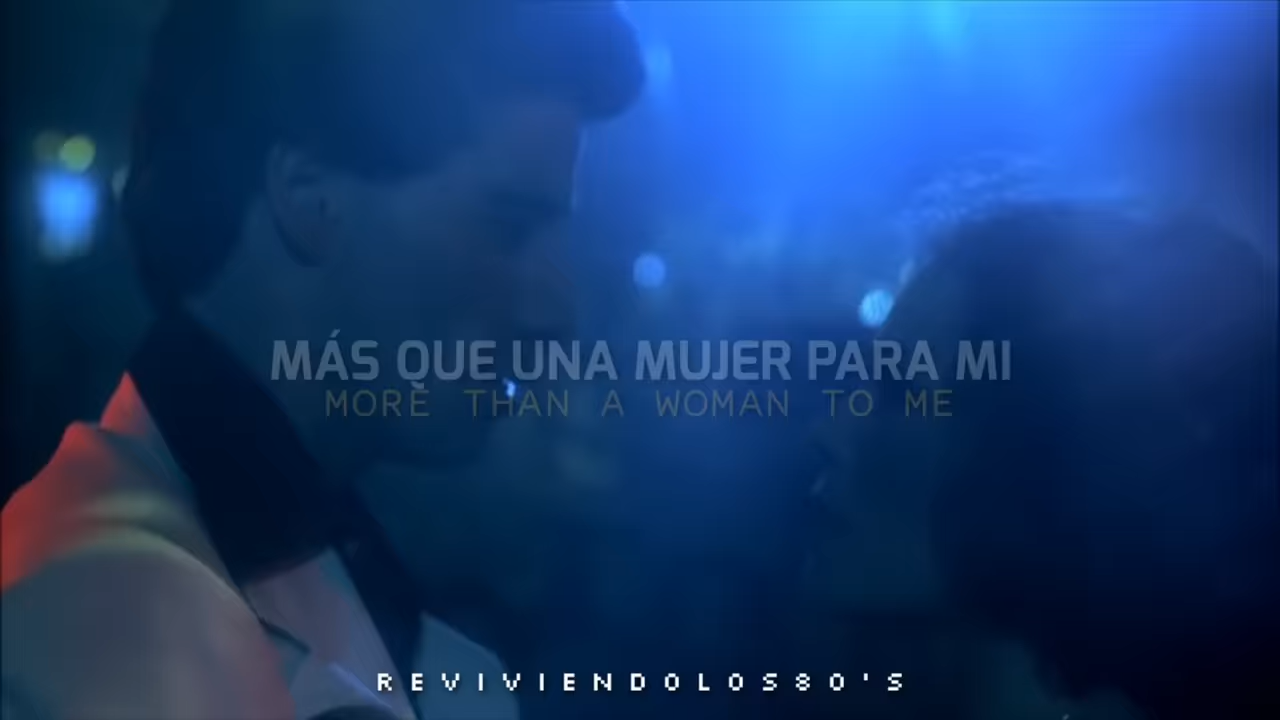 MÁS QUE UNA MUJER PARA MI
MORE THAN A WOMAN TO ME
REVIVIENDOLOS80'S